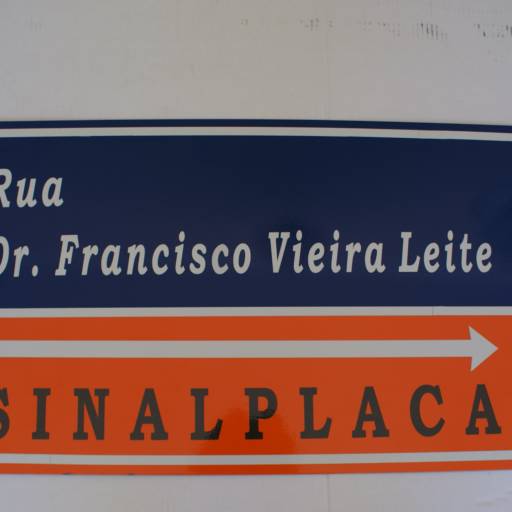 Rua
Dr. Francisco Vieira Leite
SINALPLACA